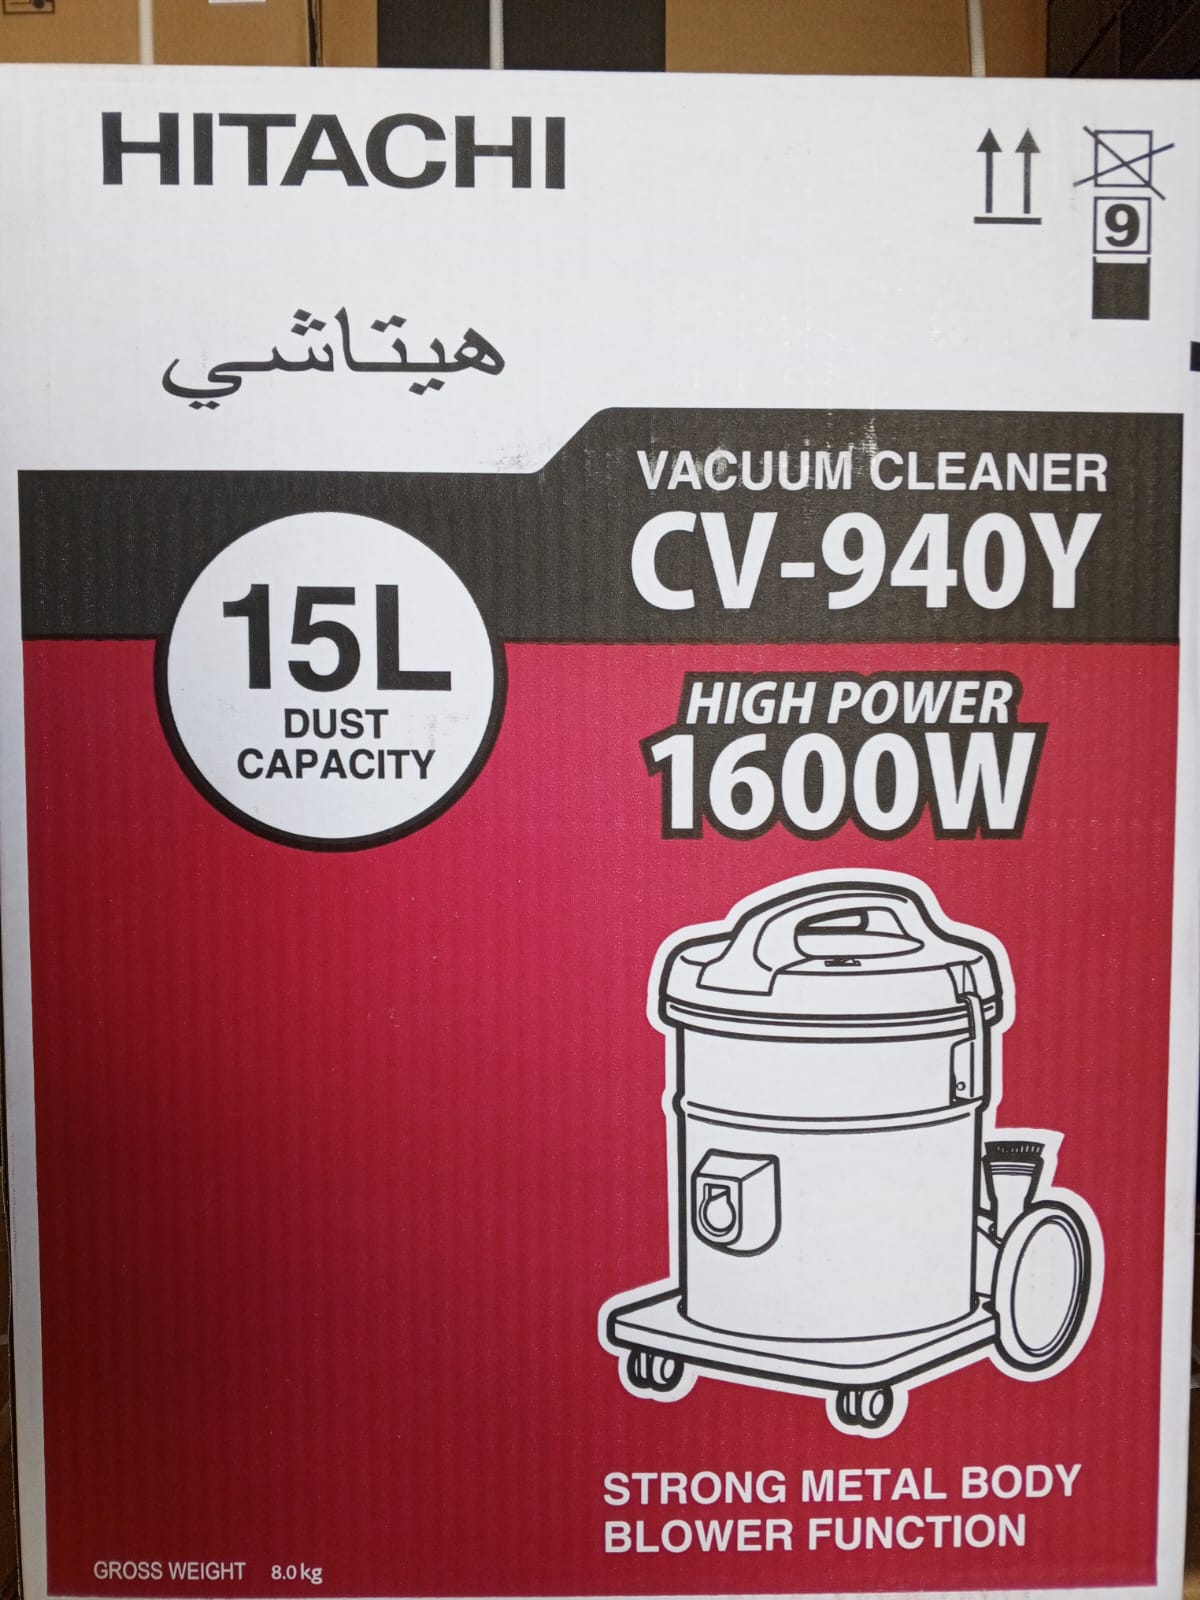 HITACHI
9
هيتاشي
VACUUM CLEANER
CV-940Y
15L
DUST
CAPACITY
HIGH POWER
1600W
STRONG METAL BODY
BLOWER FUNCTION
GROSS WEIGHT 8.0kg